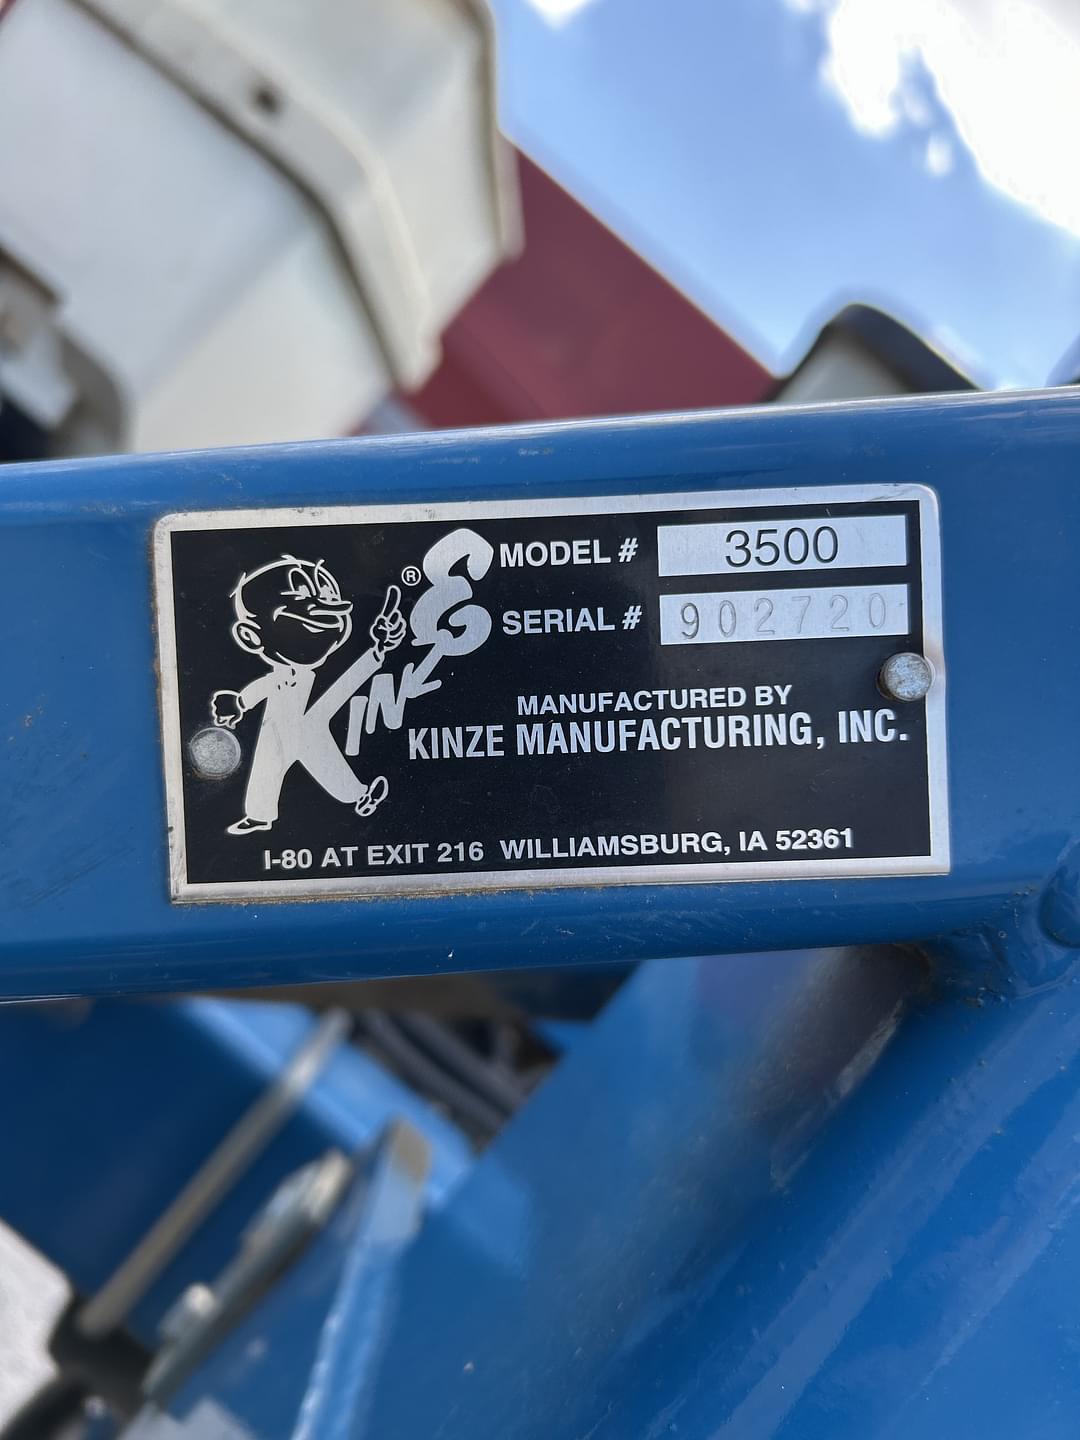 KINZE ®
MODEL # 3500
SERIAL # 902720
MANUFACTURED BY
KINZE MANUFACTURING, INC.
I-80 AT EXIT 216 WILLIAMSBURG, IA 52361